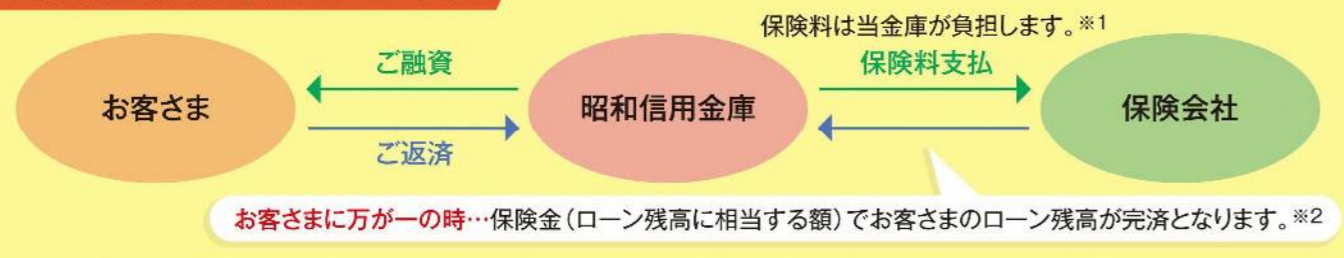 保険料は当金庫が負担します。※1
ご融資
保険料支払
お客さま
昭和信用金庫
保険会社
ご返済
お客さまに万が一の時…保険金(ローン残高に相当する額)でお客さまのローン残高が完済となります。※2